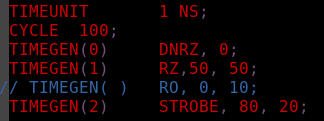 TIMEUNIT 1 NS;
CYCLE 100;
TIMEGEN(0) DNRZ, 0;
TIMEGEN(1) RZ,50, 50;
// TIMEGEN( ) RO, 0, 10;
TIMEGEN(2) STROBE, 80, 20;